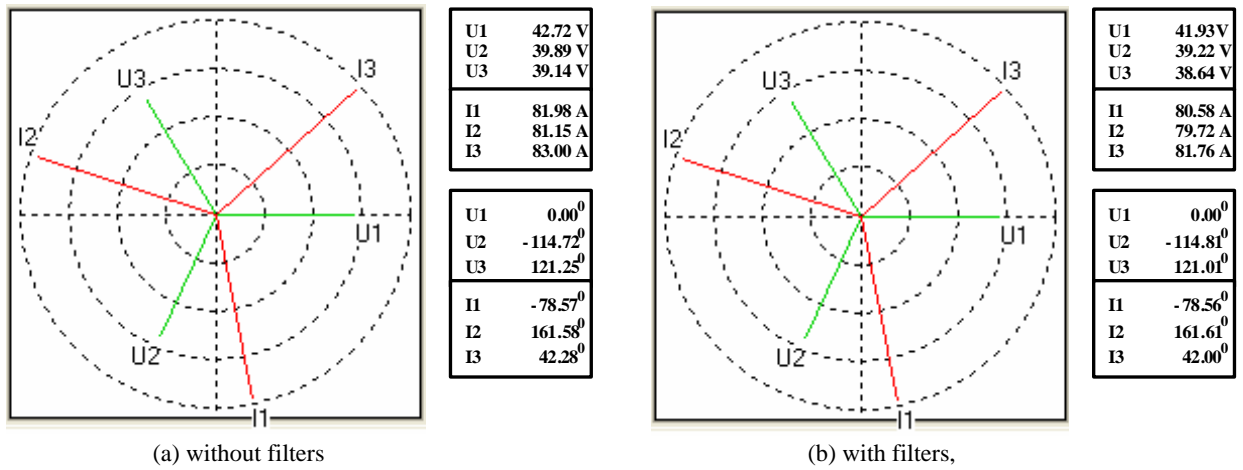 U3
I3
I2
U1
U2
I1
U1 42.72 V
U2 39.89 V
U3 39.14 V
I1 81.98 A
I2 81.15 A
I3 83.00 A
U1 0.00⁰
U2 -114.72⁰
U3 121.25⁰
I1 -78.57⁰
I2 161.58⁰
I3 42.28⁰
(a) without filters
U3
I3
I2
U1
U2
I1
U1 41.93 V
U2 39.22 V
U3 38.64 V
I1 80.58 A
I2 79.72 A
I3 81.76 A
U1 0.00⁰
U2 -114.81⁰
U3 121.01⁰
I1 -78.56⁰
I2 161.61⁰
I3 42.00⁰
(b) with filters,